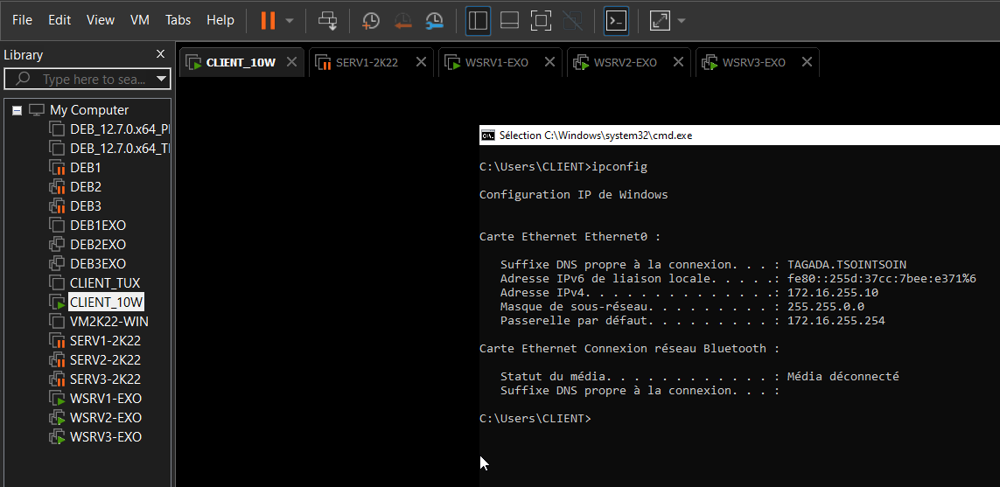 File Edit View VM Tabs Help
Library
CLIENT_10W SERV1-2K22 WSRV1-EXO WSRV2-EXO WSRV3-EXO
Type here to sea...
My Computer
DEB_12.7.0.x64_P
DEB_12.7.0.x64_T
DEB1
DEB2
DEB3
DEB1EXO
DEB2EXO
DEB3EXO
CLIENT_TUX
CLIENT_10W
VM2K22-WIN
SERV1-2K22
SERV2-2K22
SERV3-2K22
WSRV1-EXO
WSRV2-EXO
WSRV3-EXO
Sélection C:\Windows\system32\cmd.exe
C:\Users\CLIENT>ipconfig
Configuration IP de Windows
Carte Ethernet Ethernet0 :
Suffixe DNS propre à la connexion. . . : TAGADA.TSOINTSOIN
Adresse IPv6 de liaison locale. . . . .: fe80::255d:37cc:7bee:e371%6
Adresse IPv4. . . . . . . . . . . . . .: 172.16.255.10
Masque de sous-réseau. . . . . . . . . : 255.255.0.0
Passerelle par défaut. . . . . . . . . : 172.16.255.254
Carte Ethernet Connexion réseau Bluetooth :
Statut du média. . . . . . . . . . . . : Média déconnecté
Suffixe DNS propre à la connexion. . . :
C:\Users\CLIENT>